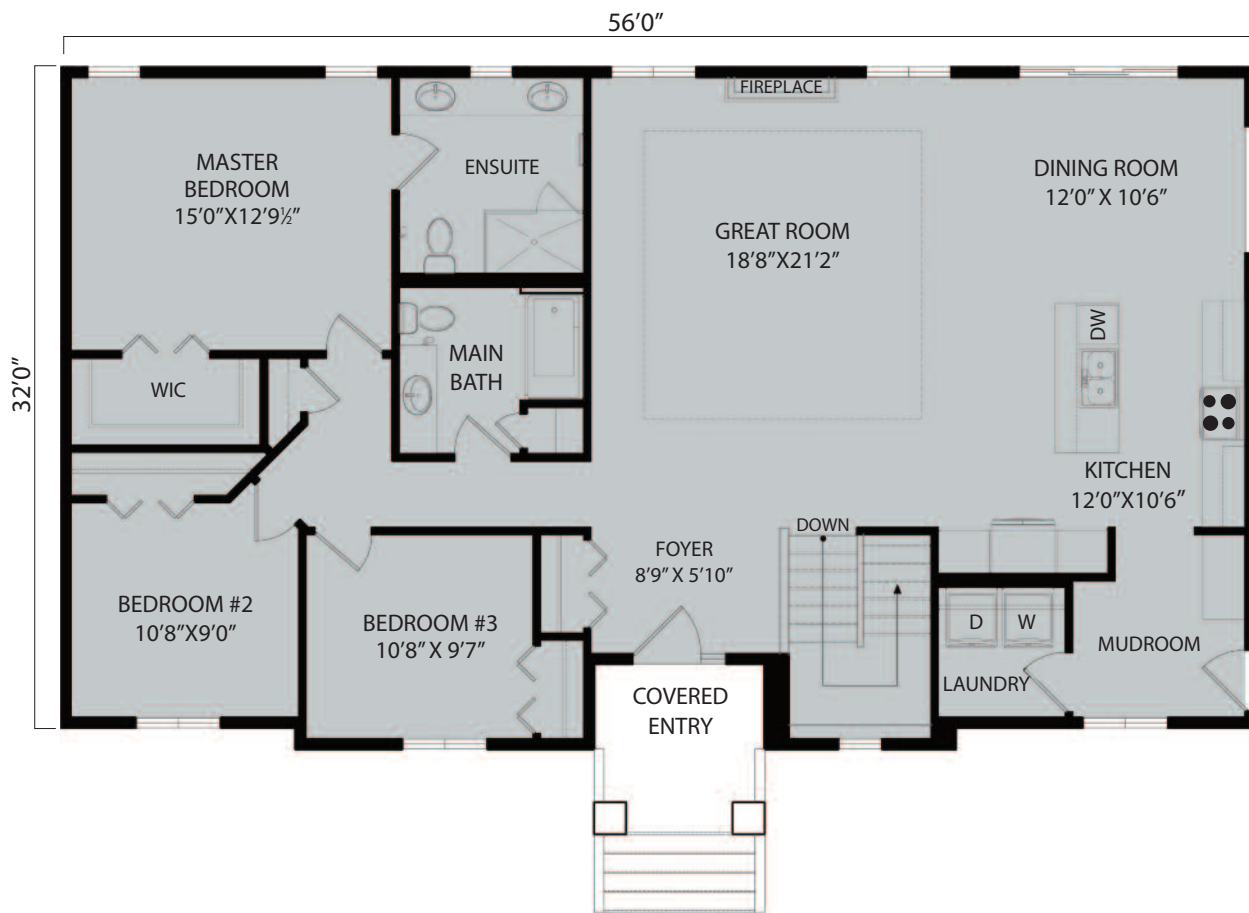 56’0”
32’0”
FIREPLACE
MASTER
BEDROOM
15’0”X12’9½”
ENSUITE
GREAT ROOM
18’8”X21’2”
DINING ROOM
12’0” X 10’6”
DW
MAIN
BATH
WIC
KITCHEN
12’0”X10’6”
DOWN
FOYER
8’9” X 5’10”
BEDROOM #2
10’8”X9’0”
BEDROOM #3
10’8” X 9’7”
D
W
MUDROOM
LAUNDRY
COVERED
ENTRY